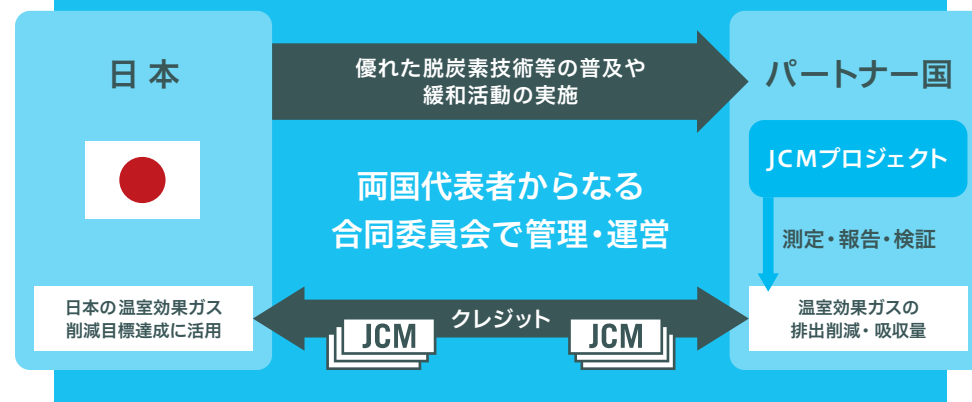 日本
優れた脱炭素技術等の普及や
緩和活動の実施
パートナー国
JCMプロジェクト
両国代表者からなる
合同委員会で管理・運営
測定・報告・検証
日本の温室効果ガス
削減目標達成に活用
クレジット
JCM
JCM
温室効果ガスの
排出削減・吸収量